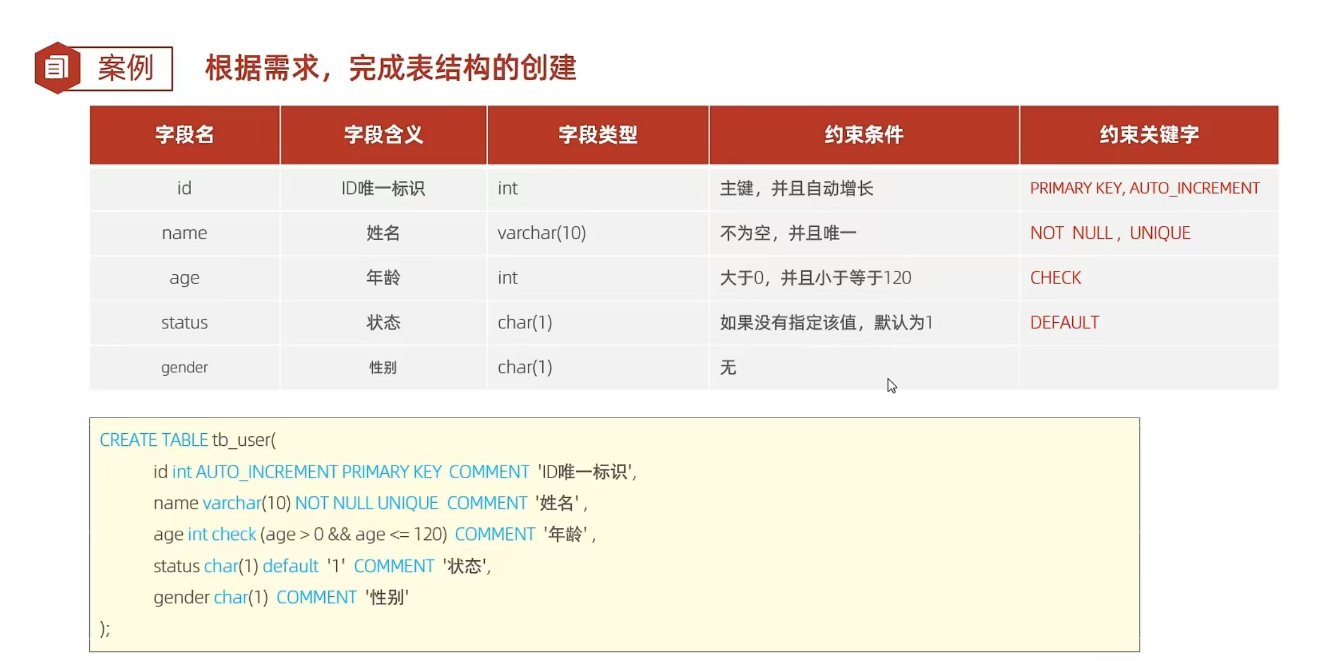 案例 根据需求，完成表结构的创建
字段名 字段含义 字段类型 约束条件 约束关键字
id ID唯一标识 int 主键，并且自动增长 PRIMARY KEY, AUTO_INCREMENT
name 姓名 varchar(10) 不为空，并且唯一 NOT NULL , UNIQUE
age 年龄 int 大于0，并且小于等于120 CHECK
status 状态 char(1) 如果没有指定该值，默认为1 DEFAULT
gender 性别 char(1) 无
CREATE TABLE tb_user(
id int AUTO_INCREMENT PRIMARY KEY COMMENT 'ID唯一标识',
name varchar(10) NOT NULL UNIQUE COMMENT '姓名' ,
age int check (age > 0 && age <= 120) COMMENT '年龄' ,
status char(1) default '1' COMMENT '状态',
gender char(1) COMMENT '性别'
);